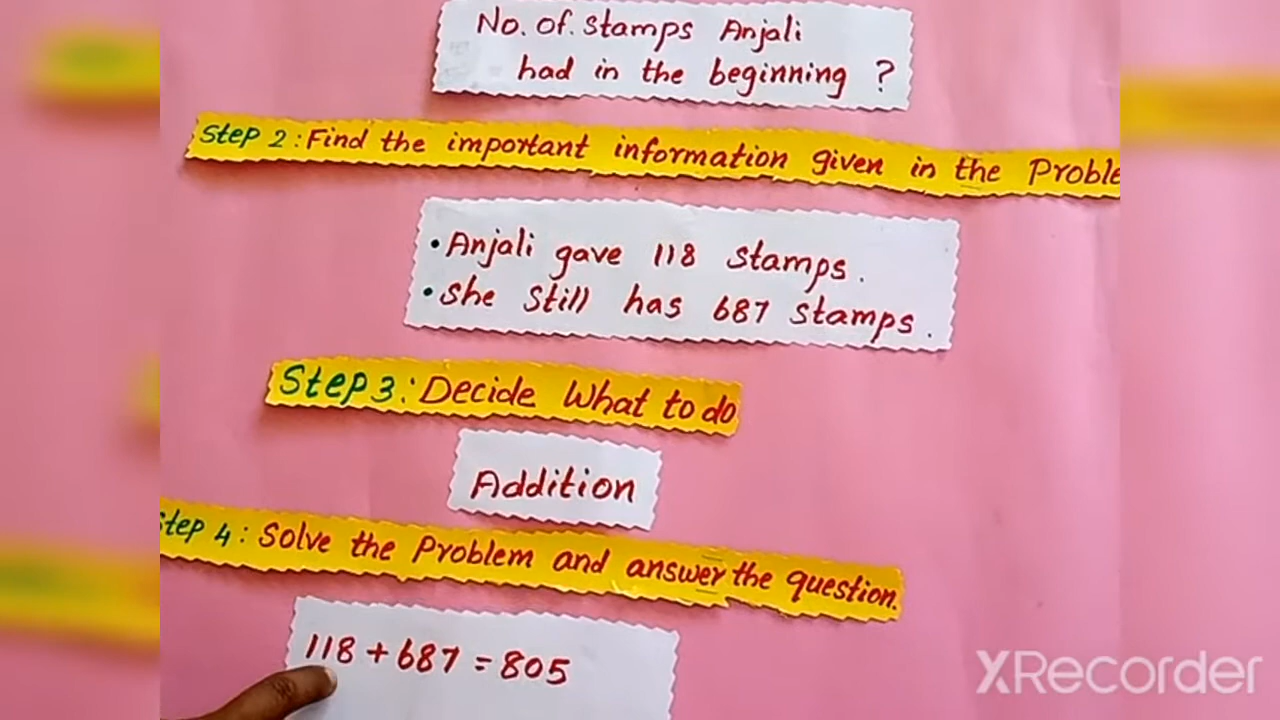 No. of. Stamps Anjali
had in the beginning ?
Step 2: Find the important information given in the Proble
• Anjali gave 118 Stamps.
• She Still has 687 Stamps.
Step 3: Decide What to do
Addition
Step 4: Solve the Problem and answer the question.
118 + 687 = 805
XRecorder